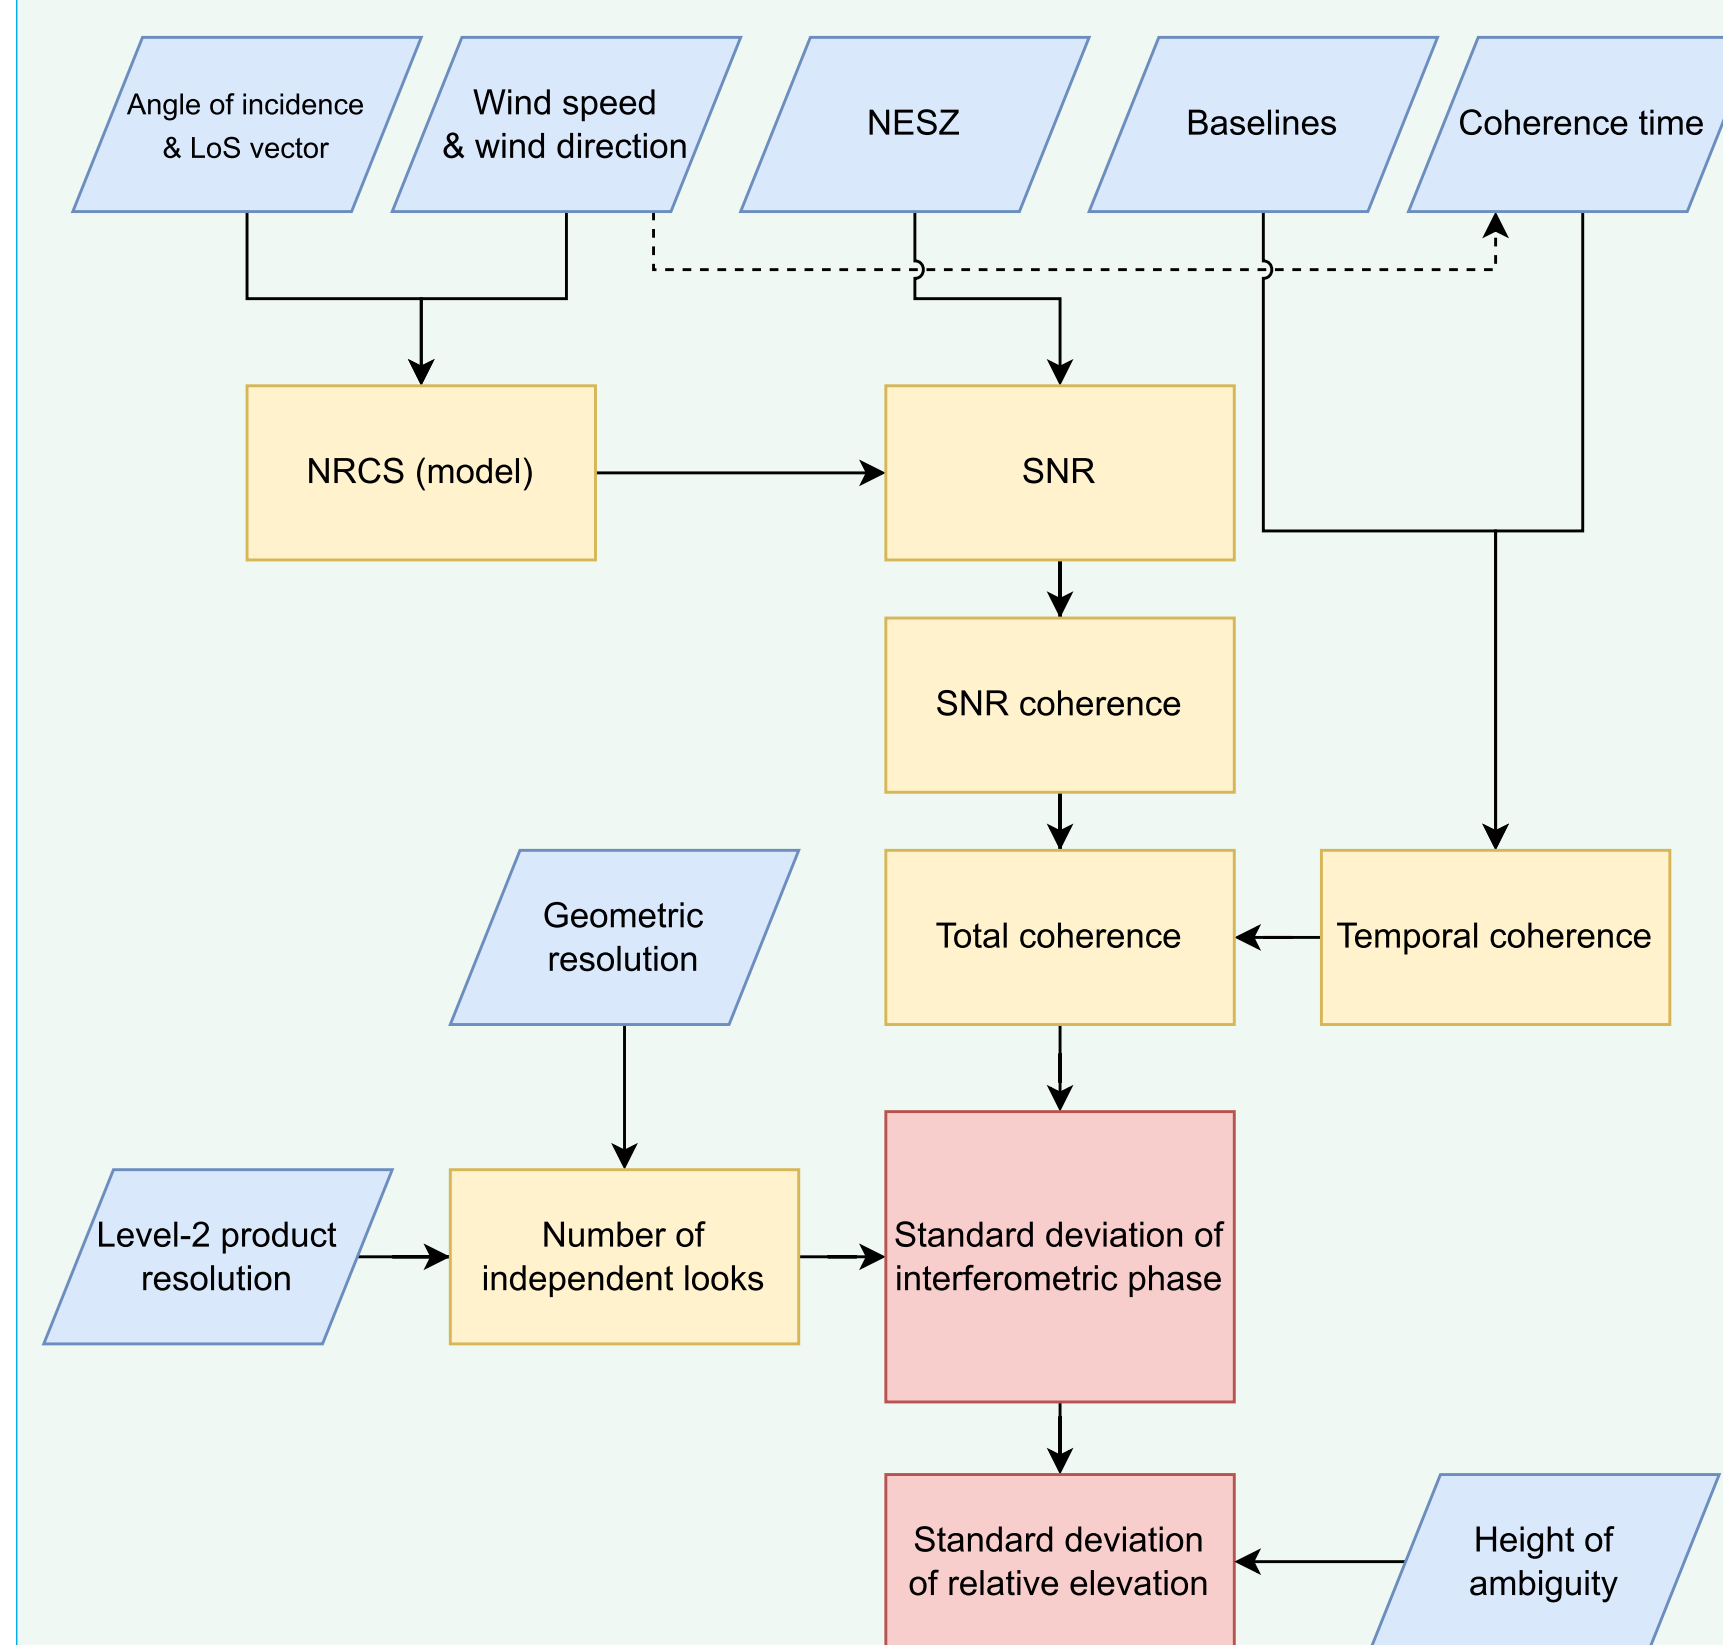 Angle of incidence
& LoS vector
Wind speed
& wind direction
NESZ
Baselines
Coherence time
NRCS (model)
SNR
SNR coherence
Geometric
resolution
Total coherence
Temporal coherence
Level-2 product
resolution
Number of
independent looks
Standard deviation of
interferometric phase
Standard deviation
of relative elevation
Height of
ambiguity